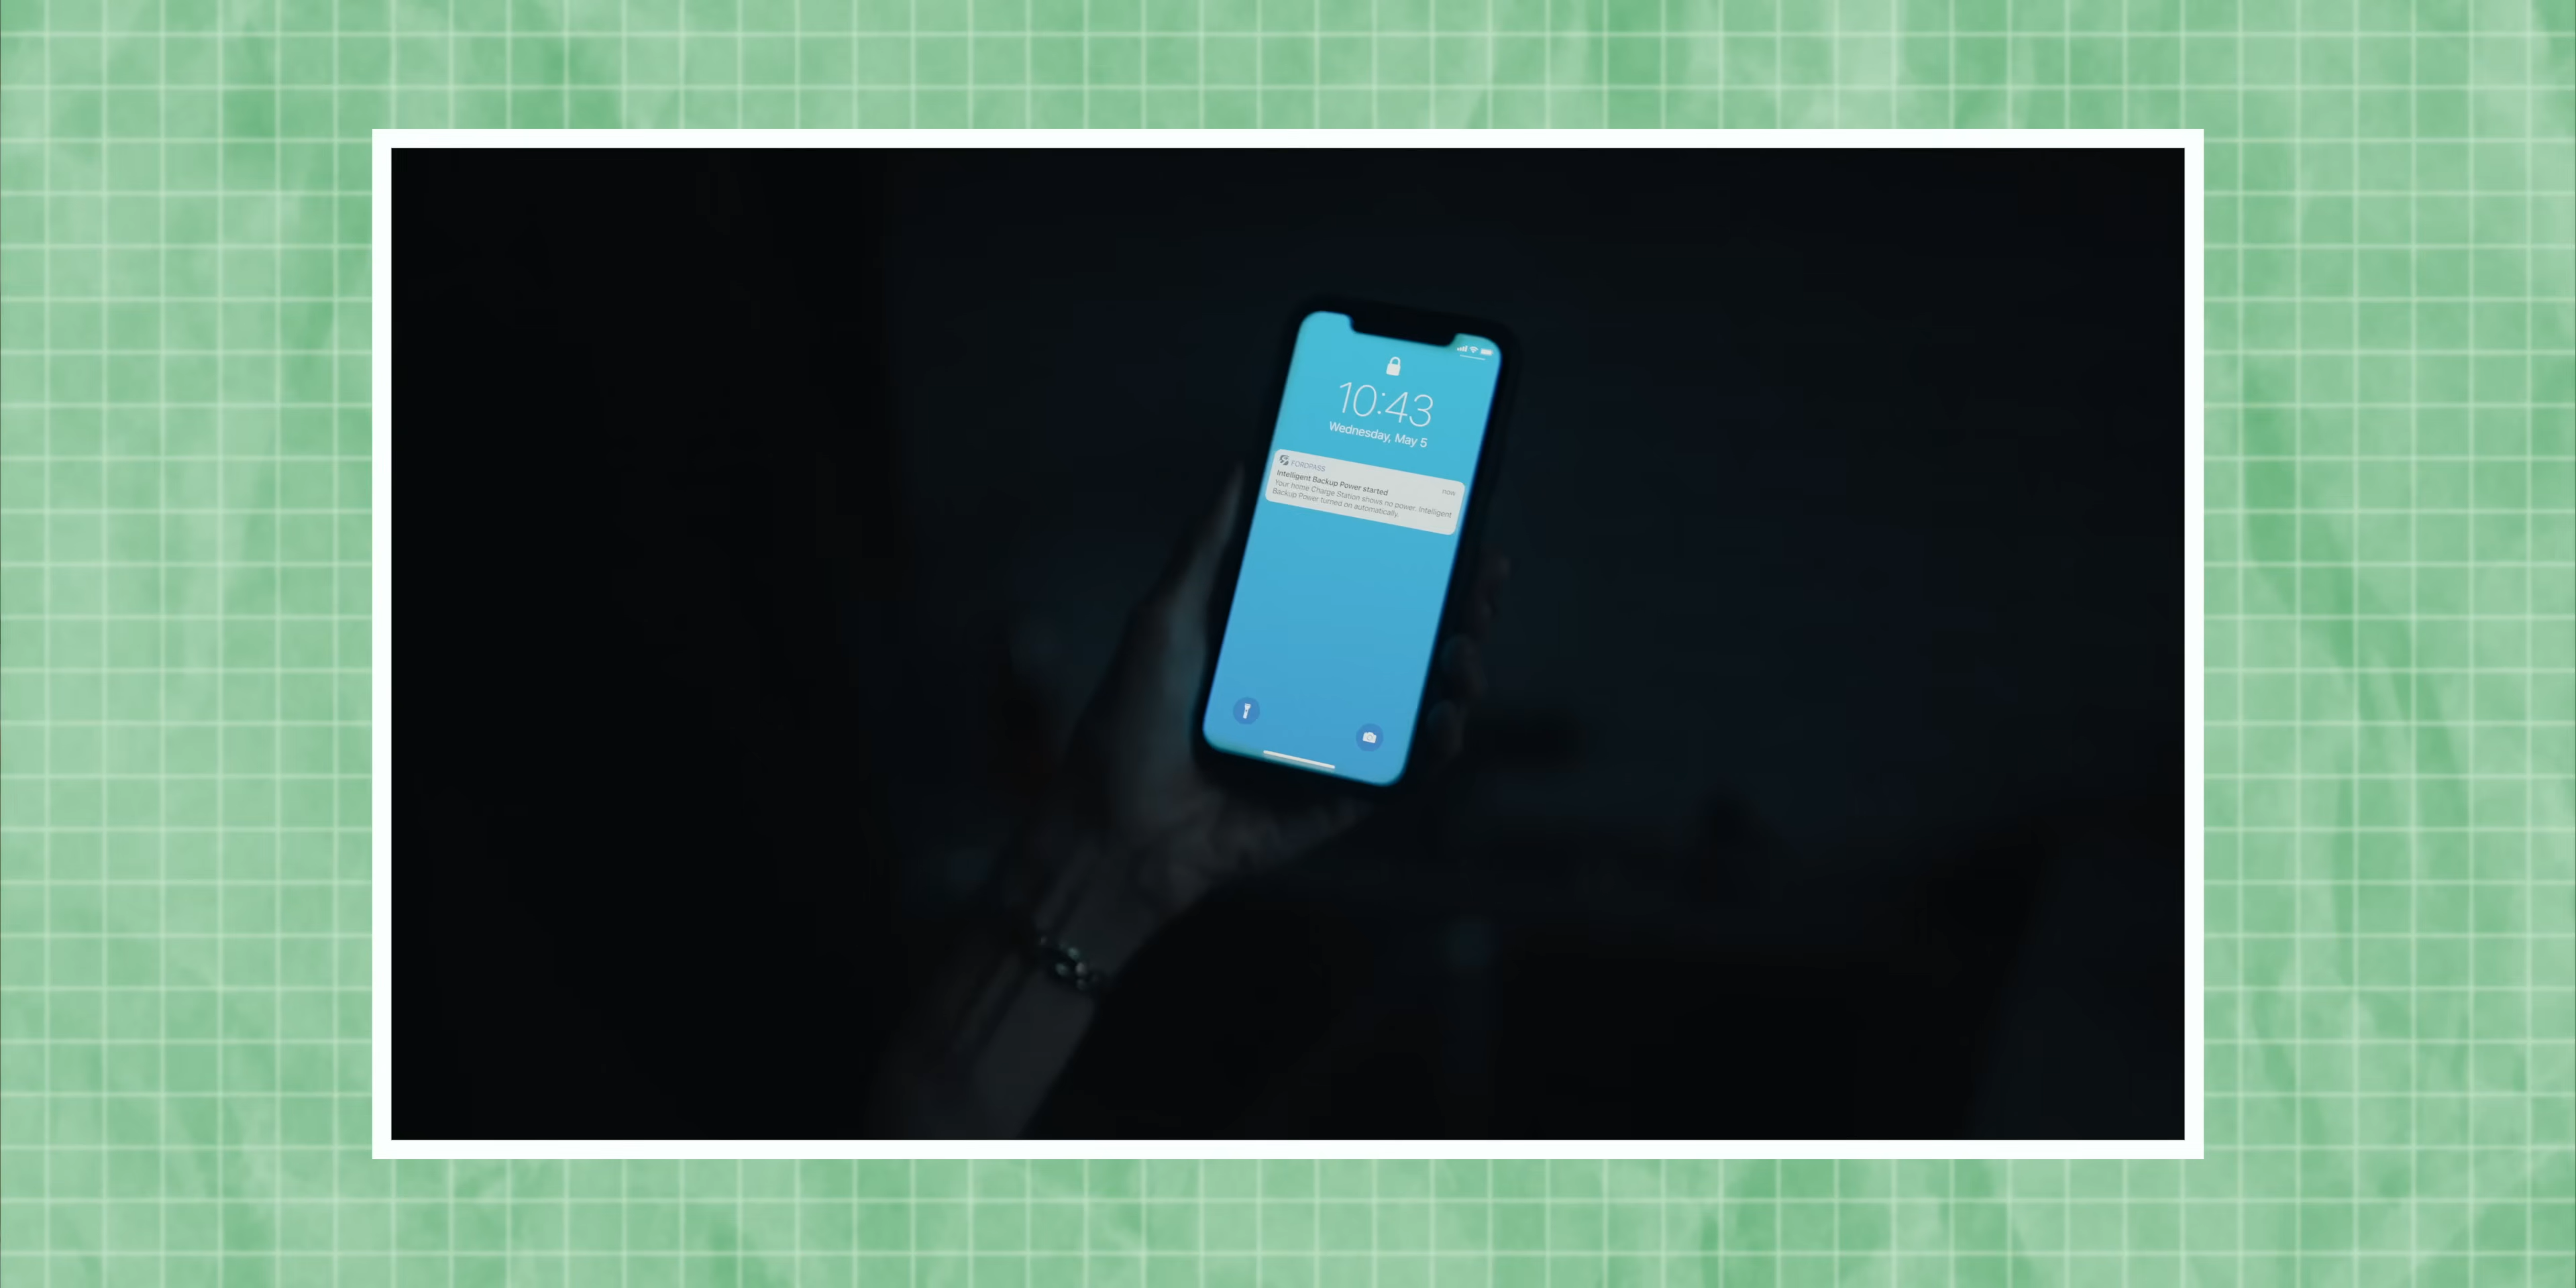 10:43
Wednesday, May 5
FORDPASS
now
Intelligent Backup Power started
Your home Charge Station shows no power. Intelligent
Backup Power turned on automatically.